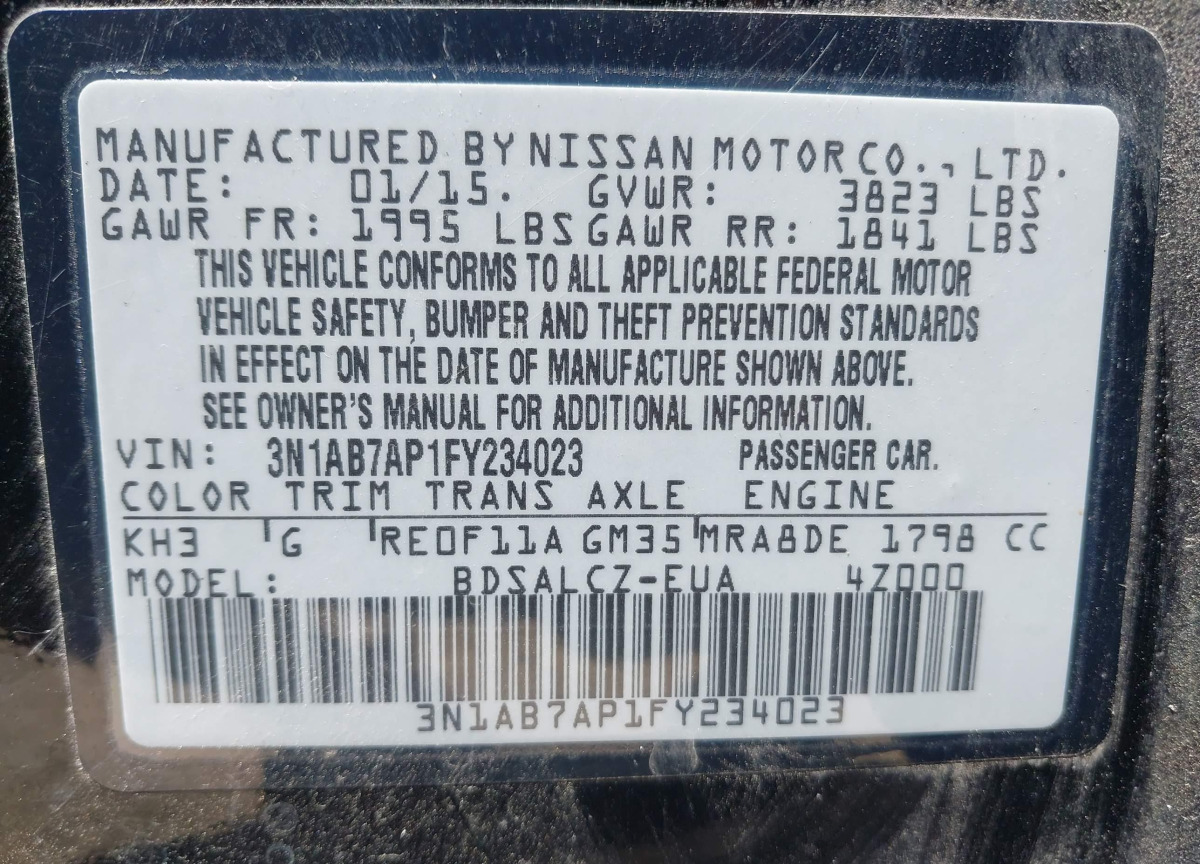 MANUFACTURED BY NISSAN MOTOR CO., LTD.
DATE: 01/15. GVWR: 3823 LBS
GAWR FR: 1995 LBS GAWR RR: 1841 LBS
THIS VEHICLE CONFORMS TO ALL APPLICABLE FEDERAL MOTOR
VEHICLE SAFETY, BUMPER AND THEFT PREVENTION STANDARDS
IN EFFECT ON THE DATE OF MANUFACTURE SHOWN ABOVE.
SEE OWNER'S MANUAL FOR ADDITIONAL INFORMATION.
VIN: 3N1AB7AP1FY234023 PASSENGER CAR.
COLOR TRIM TRANS AXLE ENGINE
KH3 G RE0F11A GM35 MRA8DE 1798 CC
MODEL: BDSALCZ-EUA 4Z000
3N1AB7AP1FY234023